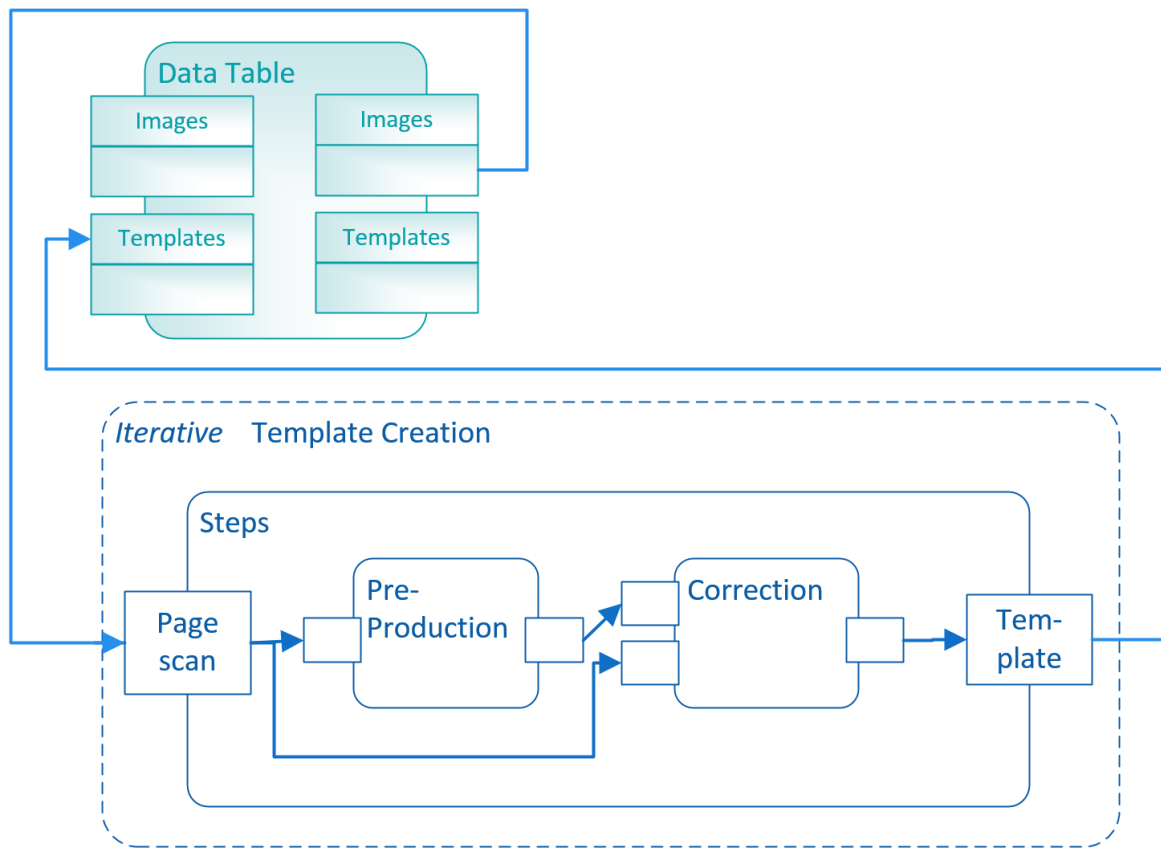 Data Table
Images
Images
Templates
Templates
Iterative Template Creation
Steps
Pre-
Production
Correction
Page
scan
Tem-
plate